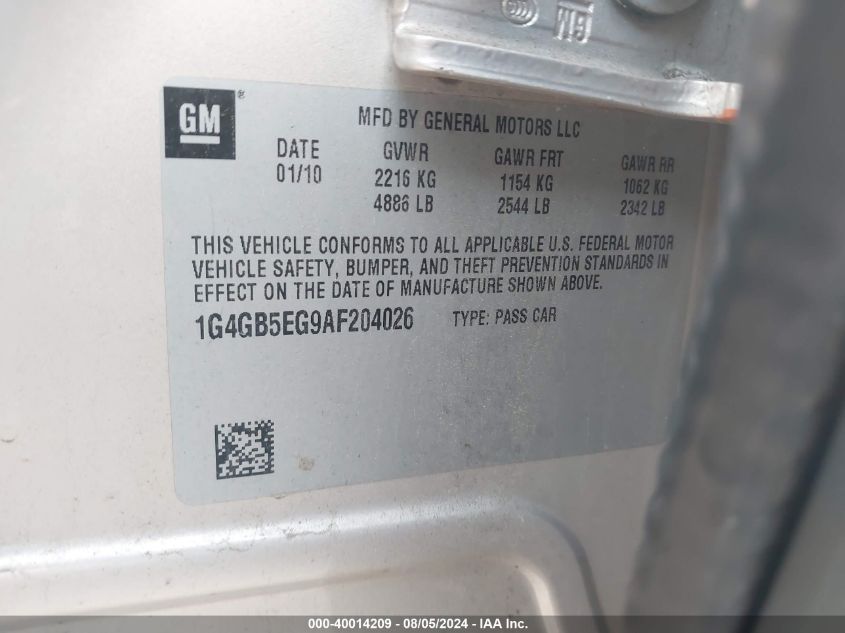 GM
GM ®
MFD BY GENERAL MOTORS LLC
DATE GVWR GAWR FRT GAWR RR
01/10 2216 KG 1154 KG 1062 KG
4886 LB 2544 LB 2342 LB
THIS VEHICLE CONFORMS TO ALL APPLICABLE U.S. FEDERAL MOTOR
VEHICLE SAFETY, BUMPER, AND THEFT PREVENTION STANDARDS IN
EFFECT ON THE DATE OF MANUFACTURE SHOWN ABOVE.
1G4GB5EG9AF204026 TYPE: PASS CAR
000-40014209 - 08/05/2024 - IAA Inc.